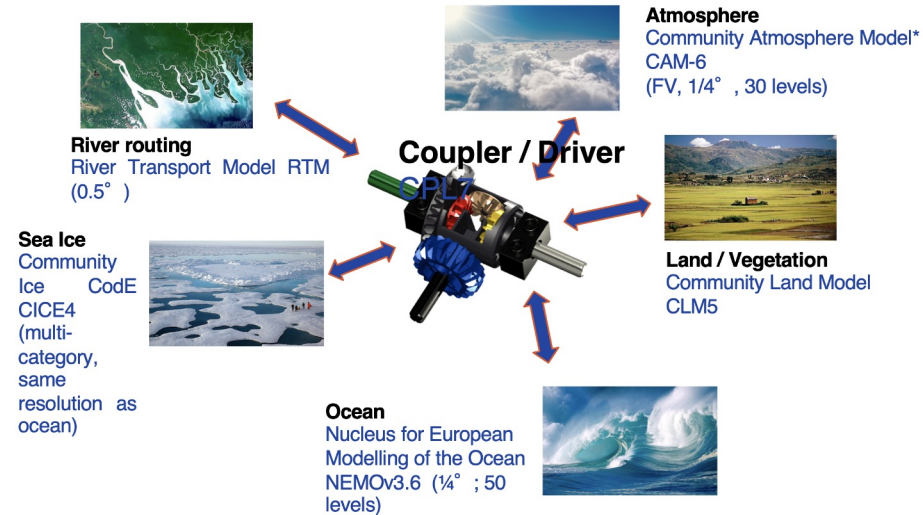 Atmosphere
Community Atmosphere Model*
CAM-6
(FV, 1/4° , 30 levels)
River routing
River Transport Model RTM
(0.5° )
Coupler / Driver
CPL7
Sea Ice
Community
Ice CodE
CICE4
(multi-
category,
same
resolution as
ocean)
Land / Vegetation
Community Land Model
CLM5
Ocean
Nucleus for European
Modelling of the Ocean
NEMOv3.6 (¼° ; 50
levels)